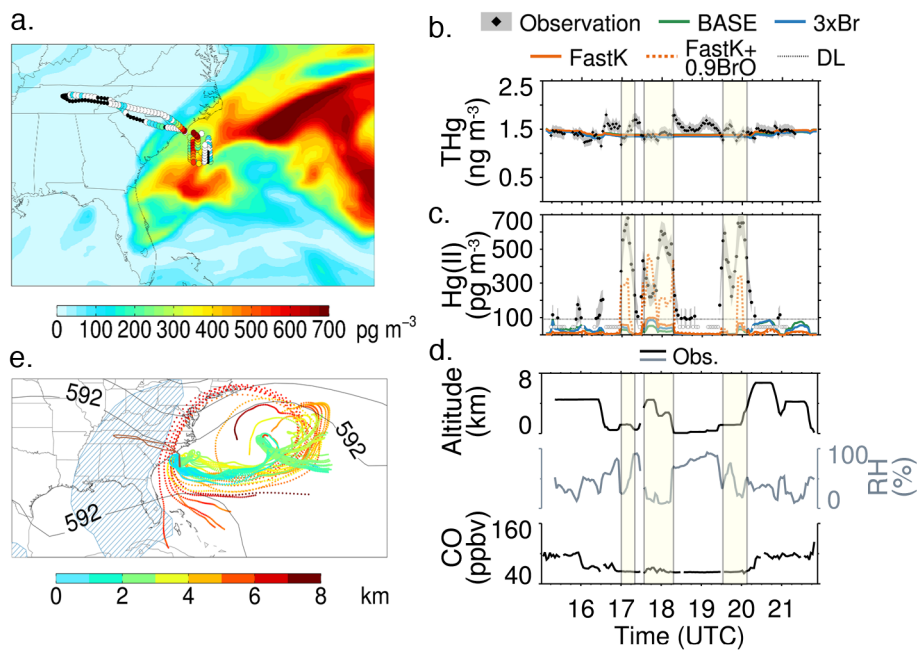 a.
0 100 200 300 400 500 600 700 pg m⁻³
b.
Observation BASE 3xBr
FastK FastK+ 0.9BrO DL
2.5
1.5
0.5
THg
(ng m⁻³)
c.
700
500
300
100
Hg(II)
(pg m⁻³)
d.
Obs.
8
0
Altitude
(km)
100
0
RH
(%)
160
40
CO
(ppbv)
16 17 18 19 20 21
Time (UTC)
e.
592
592
592
0 2 4 6 8 km